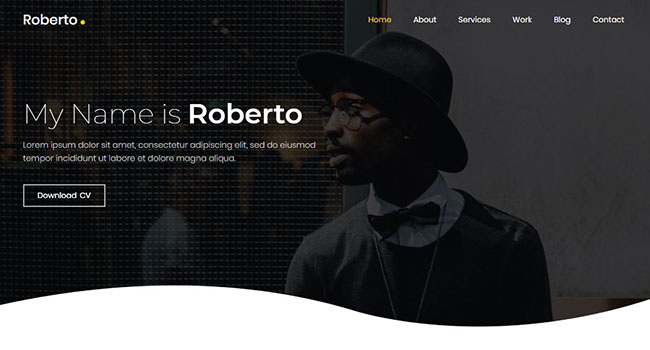 Roberto
Home About Services Work Blog Contact
My Name is Roberto
Lorem ipsum dolor sit amet, consectetur adipiscing elit, sed do eiusmod
tempor incididunt ut labore et dolore magna aliqua.
Download CV